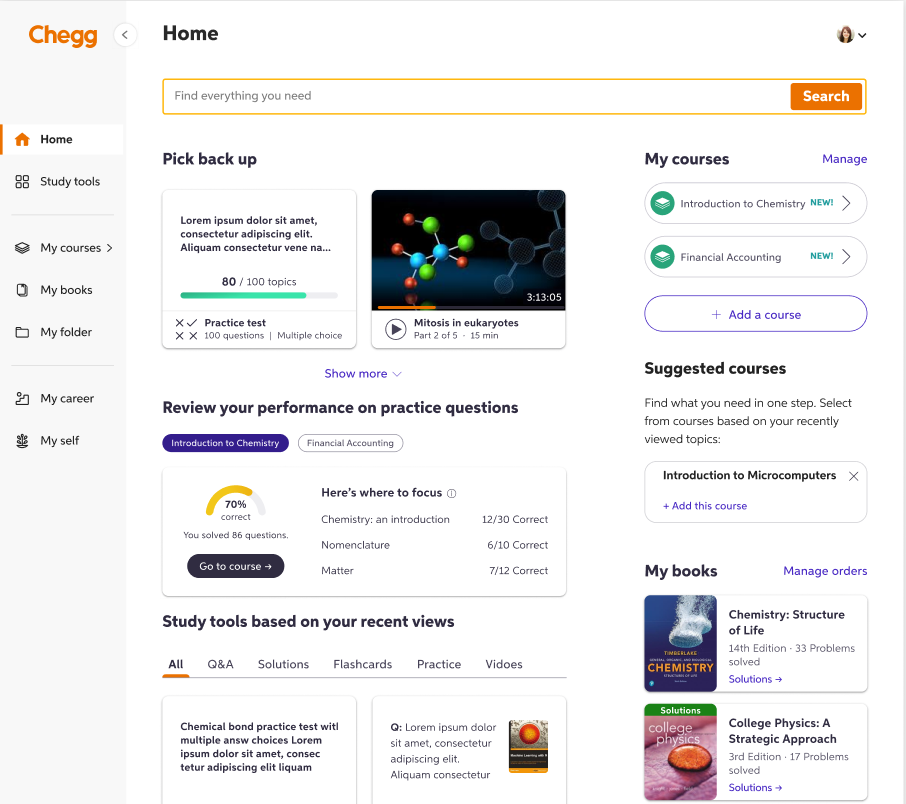 Chegg
Home
Find everything you need
Search
Home
Study tools
My courses
My books
My folder
My career
My self
Pick back up
Lorem ipsum dolor sit amet,
consectetur adipiscing elit.
Aliquam consectetur vene na...
80 / 100 topics
Practice test
100 questions | Multiple choice
3:13:05
Mitosis in eukaryotes
Part 2 of 5 · 15 min
Show more
Review your performance on practice questions
Introduction to Chemistry
Financial Accounting
70%
correct
You solved 86 questions.
Go to course →
Here's where to focus
Chemistry: an introduction 12/30 Correct
Nomenclature 6/10 Correct
Matter 7/12 Correct
Study tools based on your recent views
All Q&A Solutions Flashcards Practice Vidoes
Chemical bond practice test witl
multiple answ choices Lorem
ipsum dolor sit amet, consec
tetur adipiscing elit liquam
Q: Lorem ipsum dolor
sit amet, consectetur
adipiscing elit.
Aliquam consectetur
My courses Manage
Introduction to Chemistry NEW!
Financial Accounting NEW!
+ Add a course
Suggested courses
Find what you need in one step. Select
from courses based on your recently
viewed topics:
Introduction to Microcomputers
+ Add this course
My books Manage orders
TIMBERLAKE
CHEMISTRY
Chemistry: Structure
of Life
14th Edition · 33 Problems
solved
Solutions →
Solutions
college
physics
College Physics: A
Strategic Approach
3rd Edition · 17 Problems
solved
Solutions →